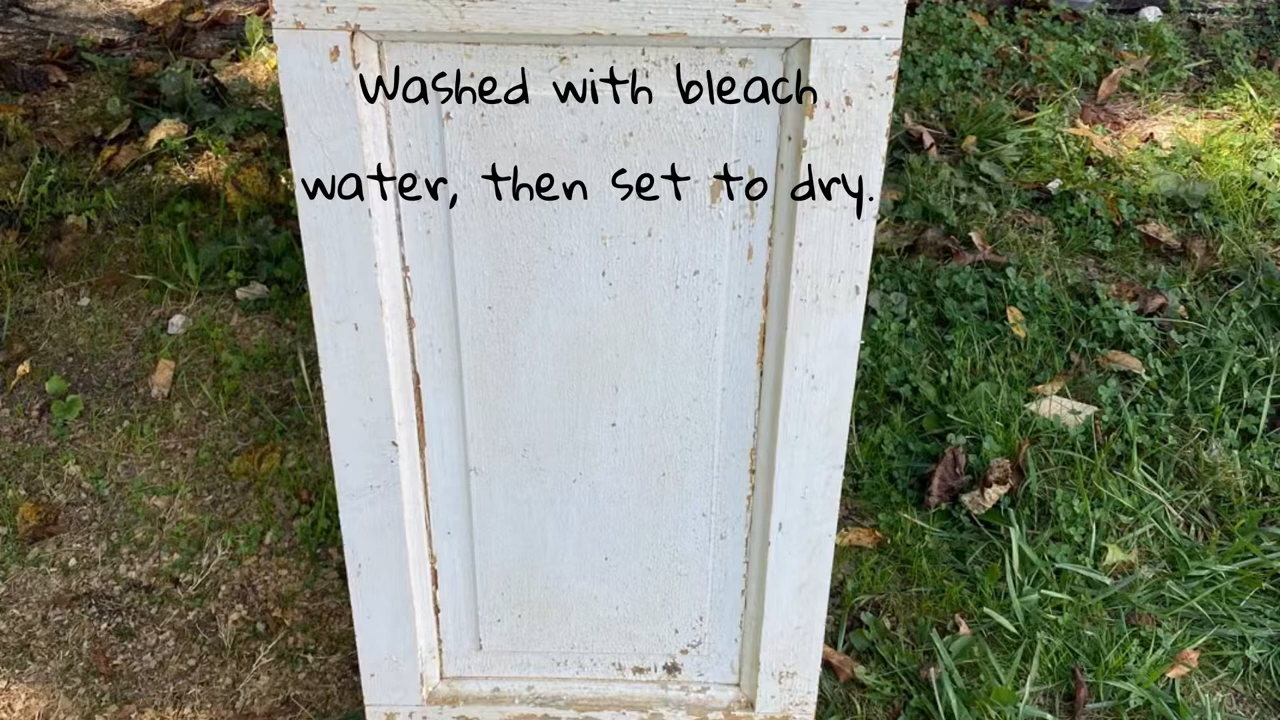 Washed with bleach
water, then set to dry.